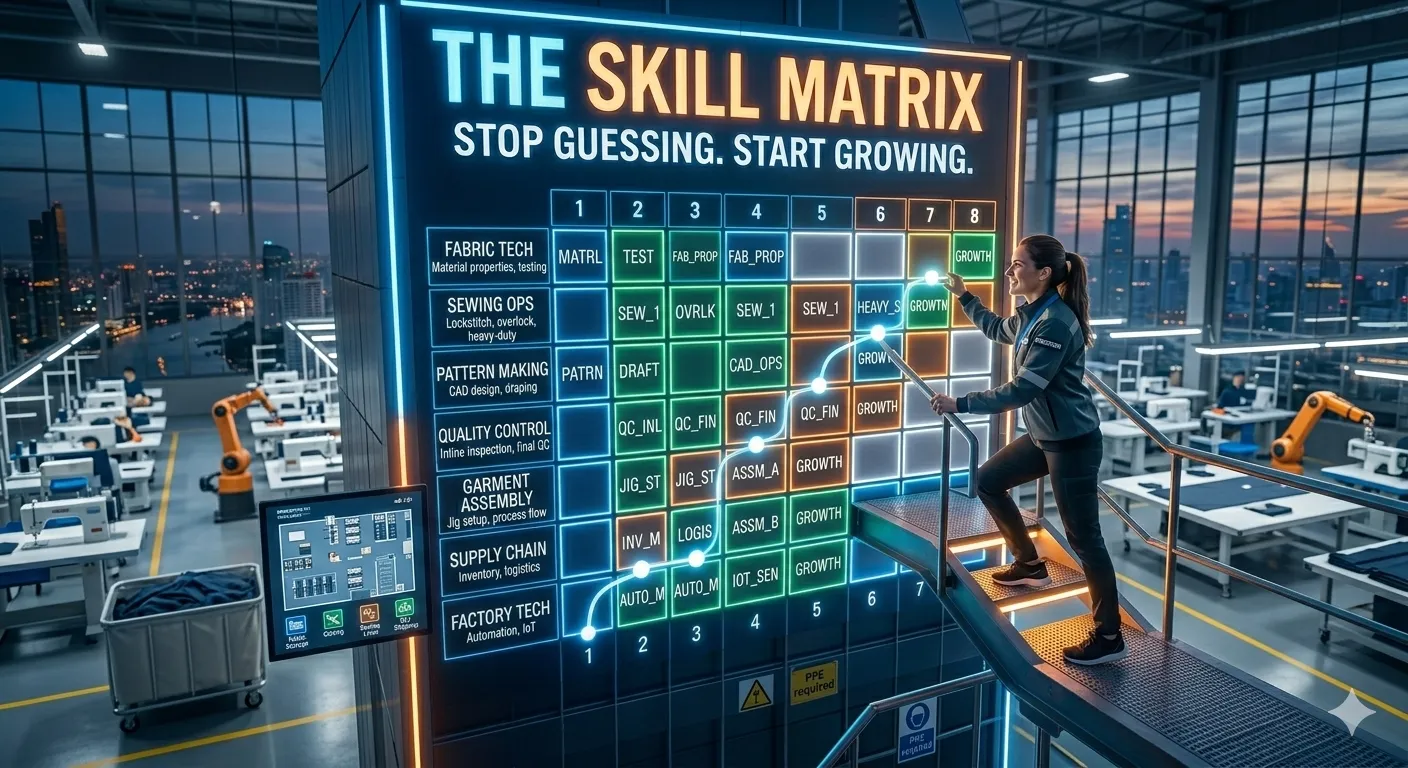 THE SKILL MATRIX
STOP GUESSING. START GROWING.
1 2 3 4 5 6 7 8
FABRIC TECH
Material properties, testing
MATRL TEST FAB_PROP FAB_PROP GROWTH
SEWING OPS
Lockstitch, overlock,
heavy-duty
SEW_1 OVRLK SEW_1 SEW_1 HEAVY_S GROWTH
PATTERN MAKING
CAD design, draping
PATRN DRAFT CAD_OPS GROWT
QUALITY CONTROL
Inline inspection, final QC
QC_INL QC_FIN QC_FIN QC_FIN GROWTH
GARMENT
ASSEMBLY
Jig setup, process flow
JIG_ST JIG_ST ASSM_A GROWTH
SUPPLY CHAIN
Inventory, logistics
INV_M LOGIS ASSM_B GROWTH
FACTORY TECH
Automation, IoT
AUTO_M AUTO_M IOT_SEN GROWTH
1 2 3 4 5 6 7
PPE
required